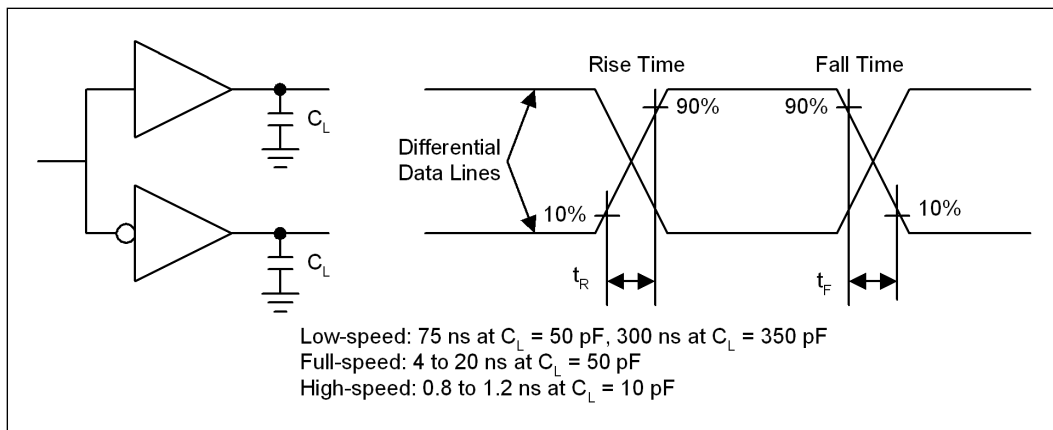 Rise Time
Fall Time
90%
90%
C_L
Differential
Data Lines
10%
10%
C_L
t_R
t_F
Low-speed: 75 ns at C_L = 50 pF, 300 ns at C_L = 350 pF
Full-speed: 4 to 20 ns at C_L = 50 pF
High-speed: 0.8 to 1.2 ns at C_L = 10 pF